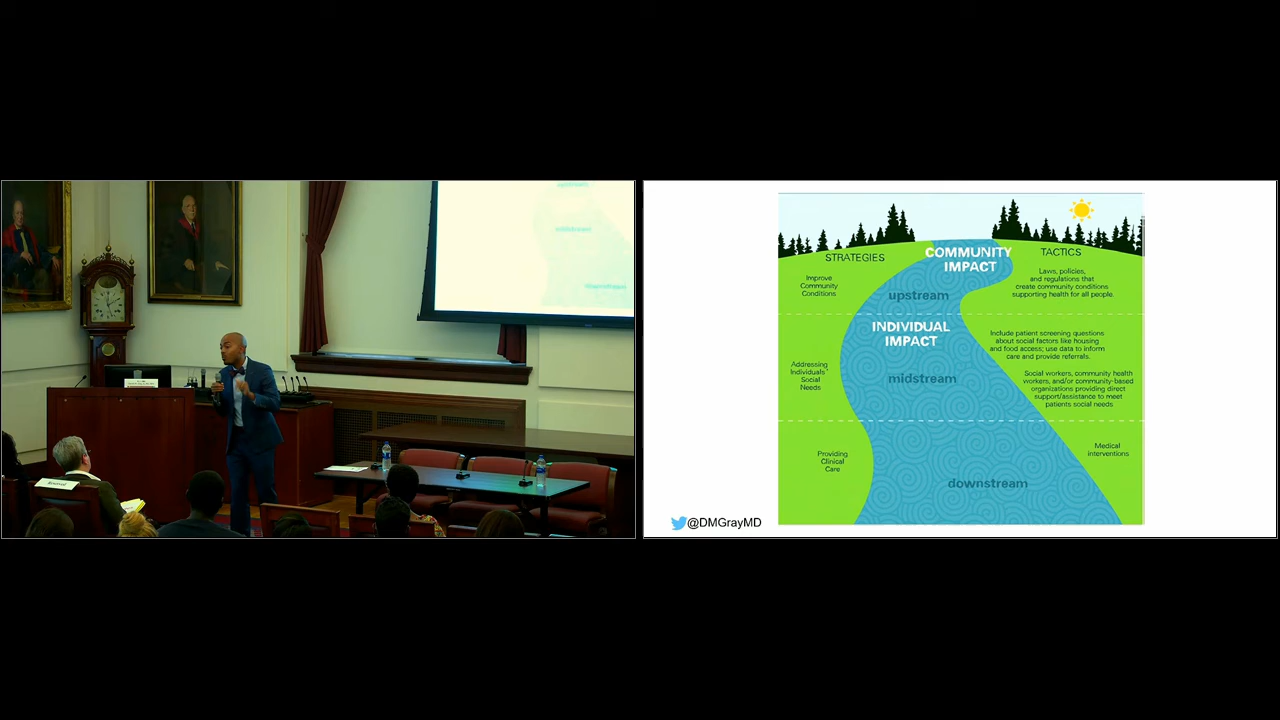 Reserved
STRATEGIES
COMMUNITY
IMPACT
TACTICS
Improve
Community
Conditions
upstream
Laws, policies,
and regulations that
create community conditions
supporting health for all people.
INDIVIDUAL
IMPACT
Include patient screening questions
about social factors like housing
and food access; use data to inform
care and provide referrals.
Addressing
Individuals'
Social
Needs
midstream
Social workers, community health
workers, and/or community-based
organizations providing direct
support/assistance to meet
patients social needs
Providing
Clinical
Care
Medical
interventions
downstream
@DMGrayMD